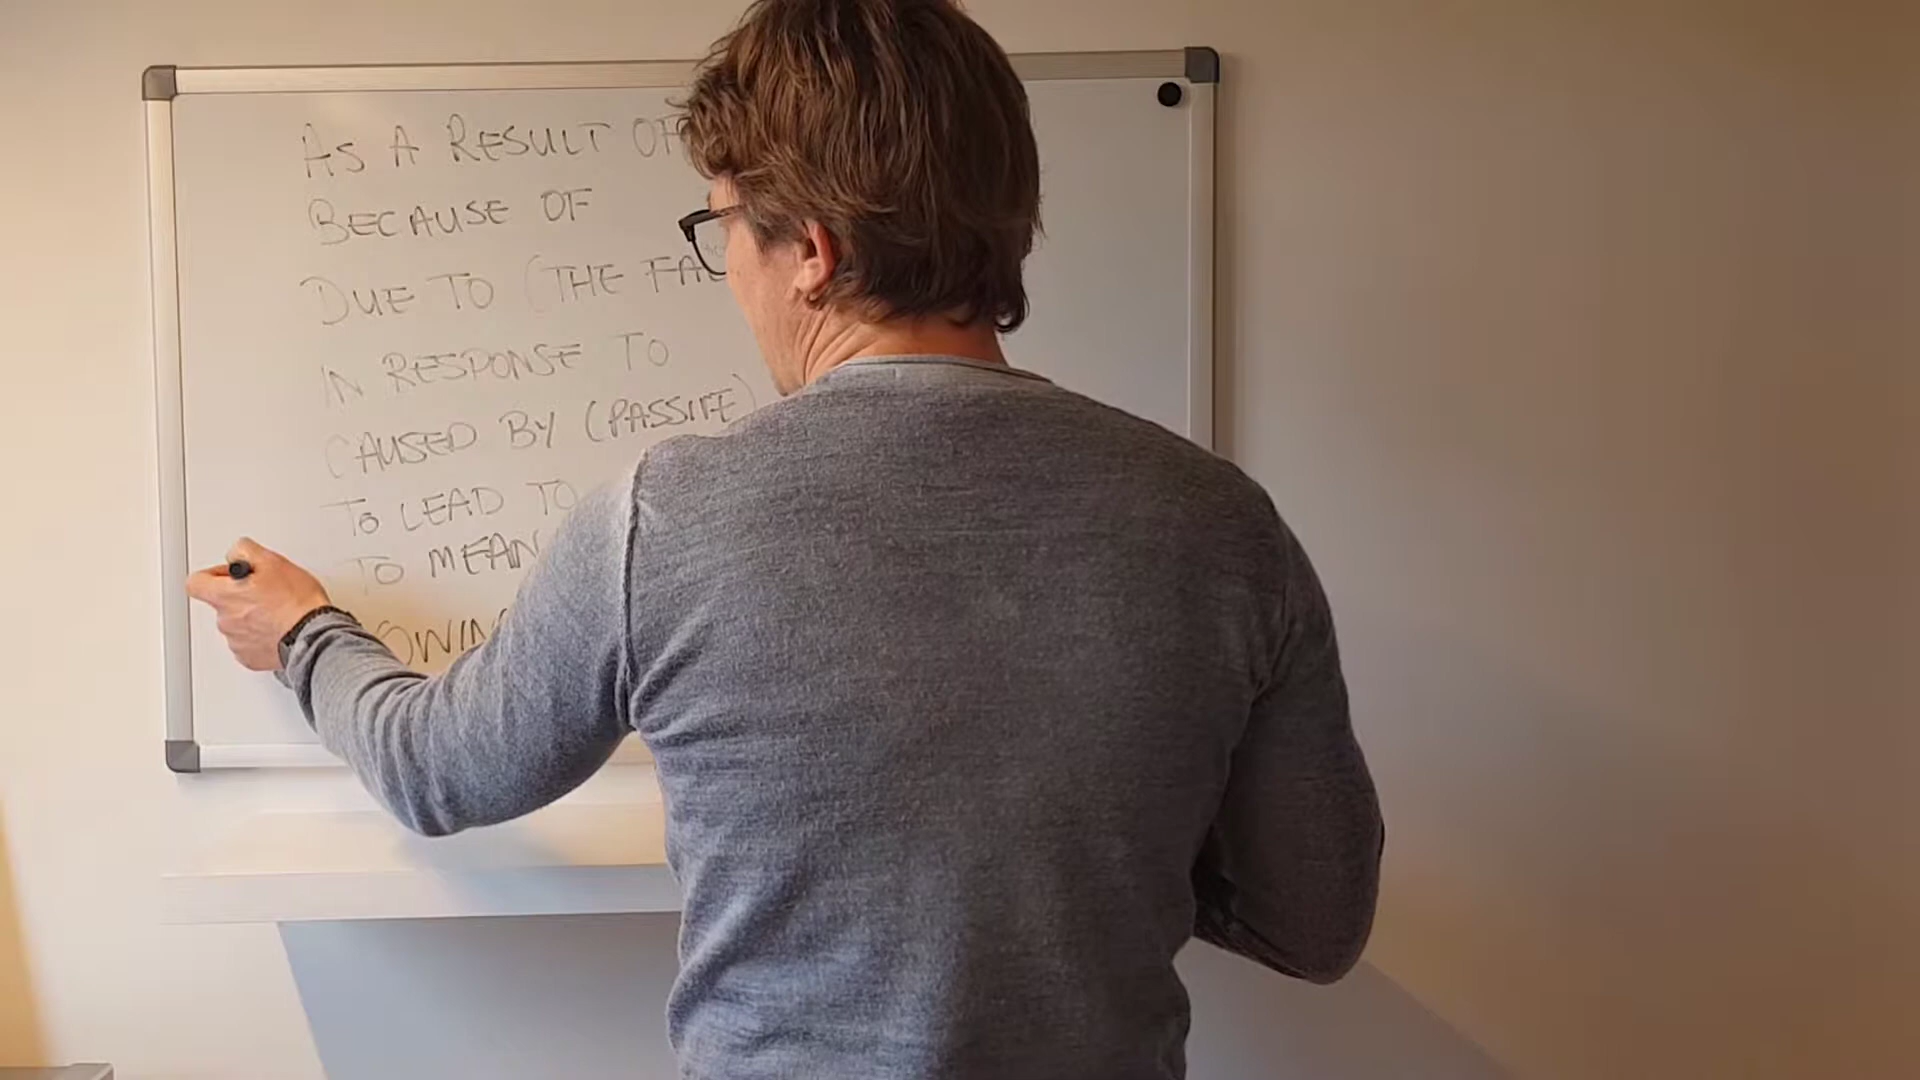 AS A RESULT OF
BECAUSE OF
DUE TO (THE FA
IN RESPONSE TO
CAUSED BY (PASSIVE)
TO LEAD TO
TO MEAN
OWIN